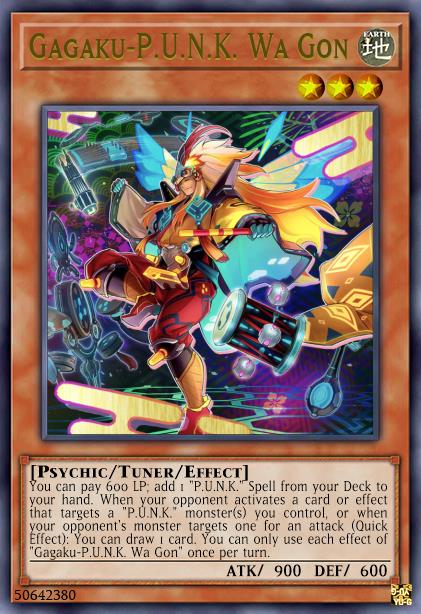 Gagaku-P.U.N.K. Wa Gon
EARTH
地
[Psychic/Tuner/Effect]
You can pay 600 LP; add 1 "P.U.N.K." Spell from your Deck to
your hand. When your opponent activates a card or effect
that targets a "P.U.N.K." monster(s) you control, or when
your opponent's monster targets one for an attack (Quick
Effect): You can draw 1 card. You can only use each effect of
"Gagaku-P.U.N.K. Wa Gon" once per turn.
ATK/ 900 DEF/ 600
50642380